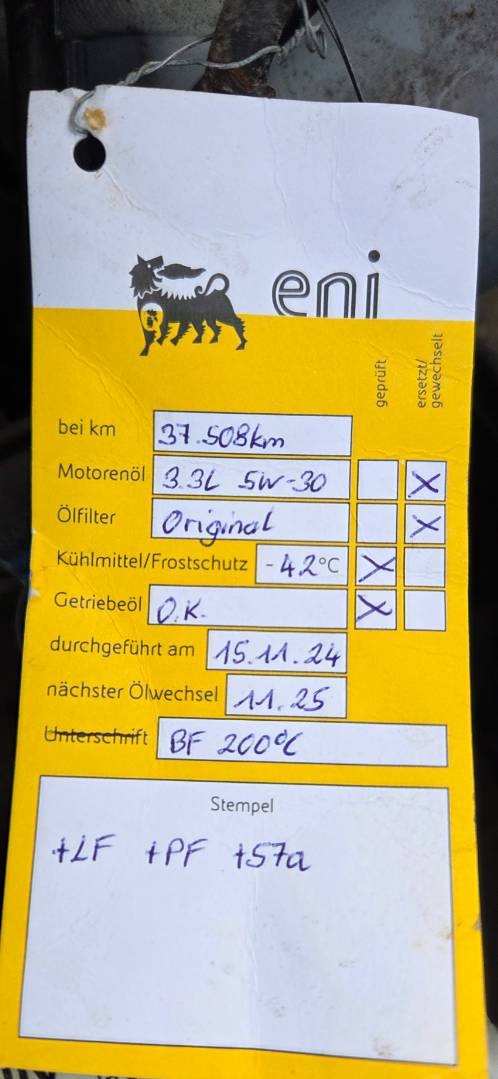 eni
geprüft
ersetzt/
gewechselt
bei km 37.508km
Motorenöl 3.3L 5W-30 X
Ölfilter Original X
Kühlmittel/Frostschutz -42°C X
Getriebeöl O.K. X
durchgeführt am 15.11.24
nächster Ölwechsel 11.25
Unterschrift BF 200°C
Stempel
+LF +PF +57a